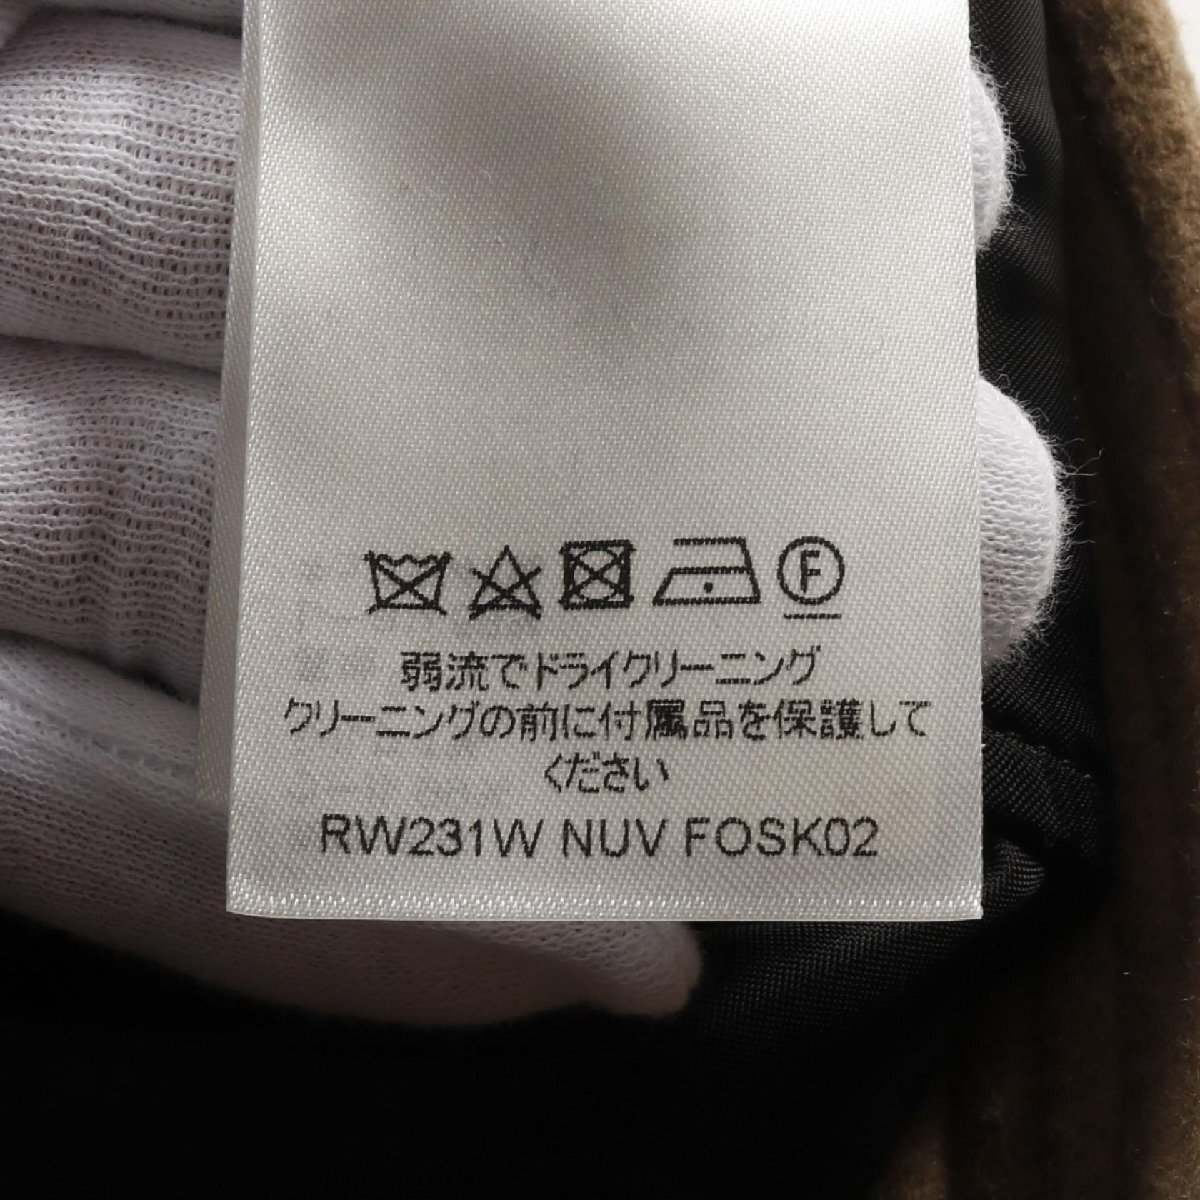 F
弱流でドライクリーニング
クリーニングの前に付属品を保護して
ください
RW231W NUV FOSK02